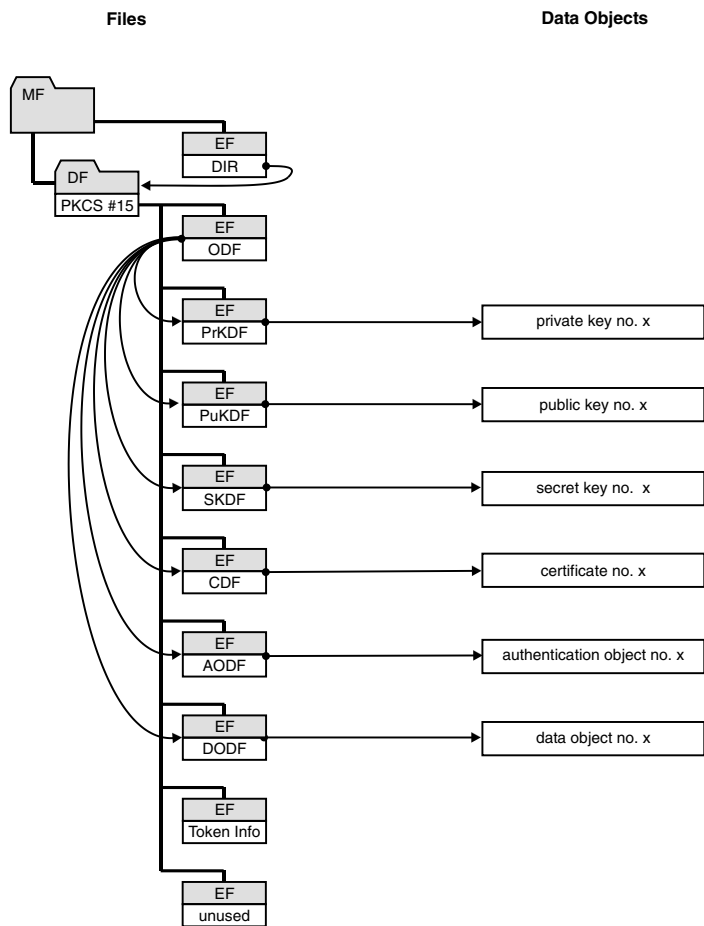 Files
Data Objects
MF
EF
DIR
DF
PKCS #15
EF
ODF
EF
PrKDF
private key no. x
EF
PuKDF
public key no. x
EF
SKDF
secret key no. x
EF
CDF
certificate no. x
EF
AODF
authentication object no. x
EF
DODF
data object no. x
EF
Token Info
EF
unused